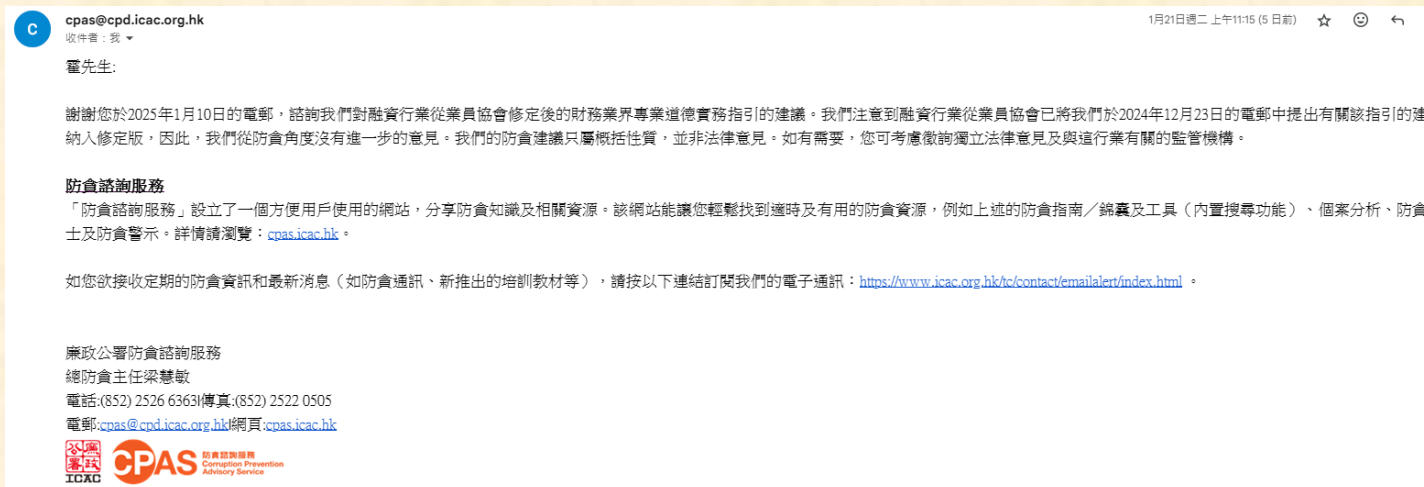 C
cpas@cpd.icac.org.hk
1月21日週二 上午11:15 (5 日前)
收件者：我
霍先生:
謝謝您於2025年1月10日的電郵，諮詢我們對融資行業從業員協會修定後的財務業界專業道德實務指引的建議。我們注意到融資行業從業員協會已將我們於2024年12月23日的電郵中提出有關該指引的建
納入修定版，因此，我們從防貪角度沒有進一步的意見。我們的防貪建議只屬概括性質，並非法律意見。如有需要，您可考慮徵詢獨立法律意見及與這行業有關的監管機構。
防貪諮詢服務
「防貪諮詢服務」設立了一個方便用戶使用的網站，分享防貪知識及相關資源。該網站能讓您輕鬆找到適時及有用的防貪資源，例如上述的防貪指南／錦囊及工具（內置搜尋功能）、個案分析、防貪
士及防貪警示。詳情請瀏覽：cpas.icac.hk。
如您欲接收定期的防貪資訊和最新消息（如防貪通訊、新推出的培訓教材等），請按以下連結訂閱我們的電子通訊：https://www.icac.org.hk/tc/contact/emailalert/index.html 。
廉政公署防貪諮詢服務
總防貪主任梁慧敏
電話:(852) 2526 6363|傳真:(852) 2522 0505
電郵:cpas@cpd.icac.org.hk|網頁:cpas.icac.hk
廉政公署
ICAC
CPAS
防貪諮詢服務
Corruption Prevention
Advisory Service